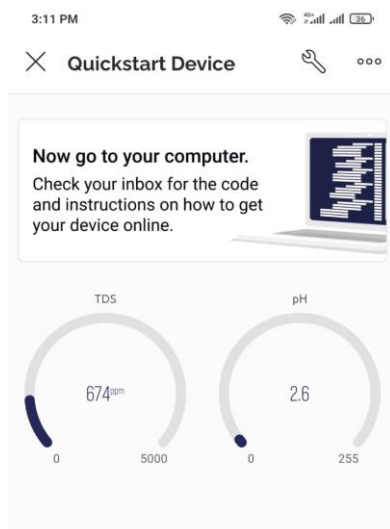 3:11 PM
4G+
36
Quickstart Device
Now go to your computer.
Check your inbox for the code
and instructions on how to get
your device online.
TDS
pH
674ppm
2.6
0
5000
0
255